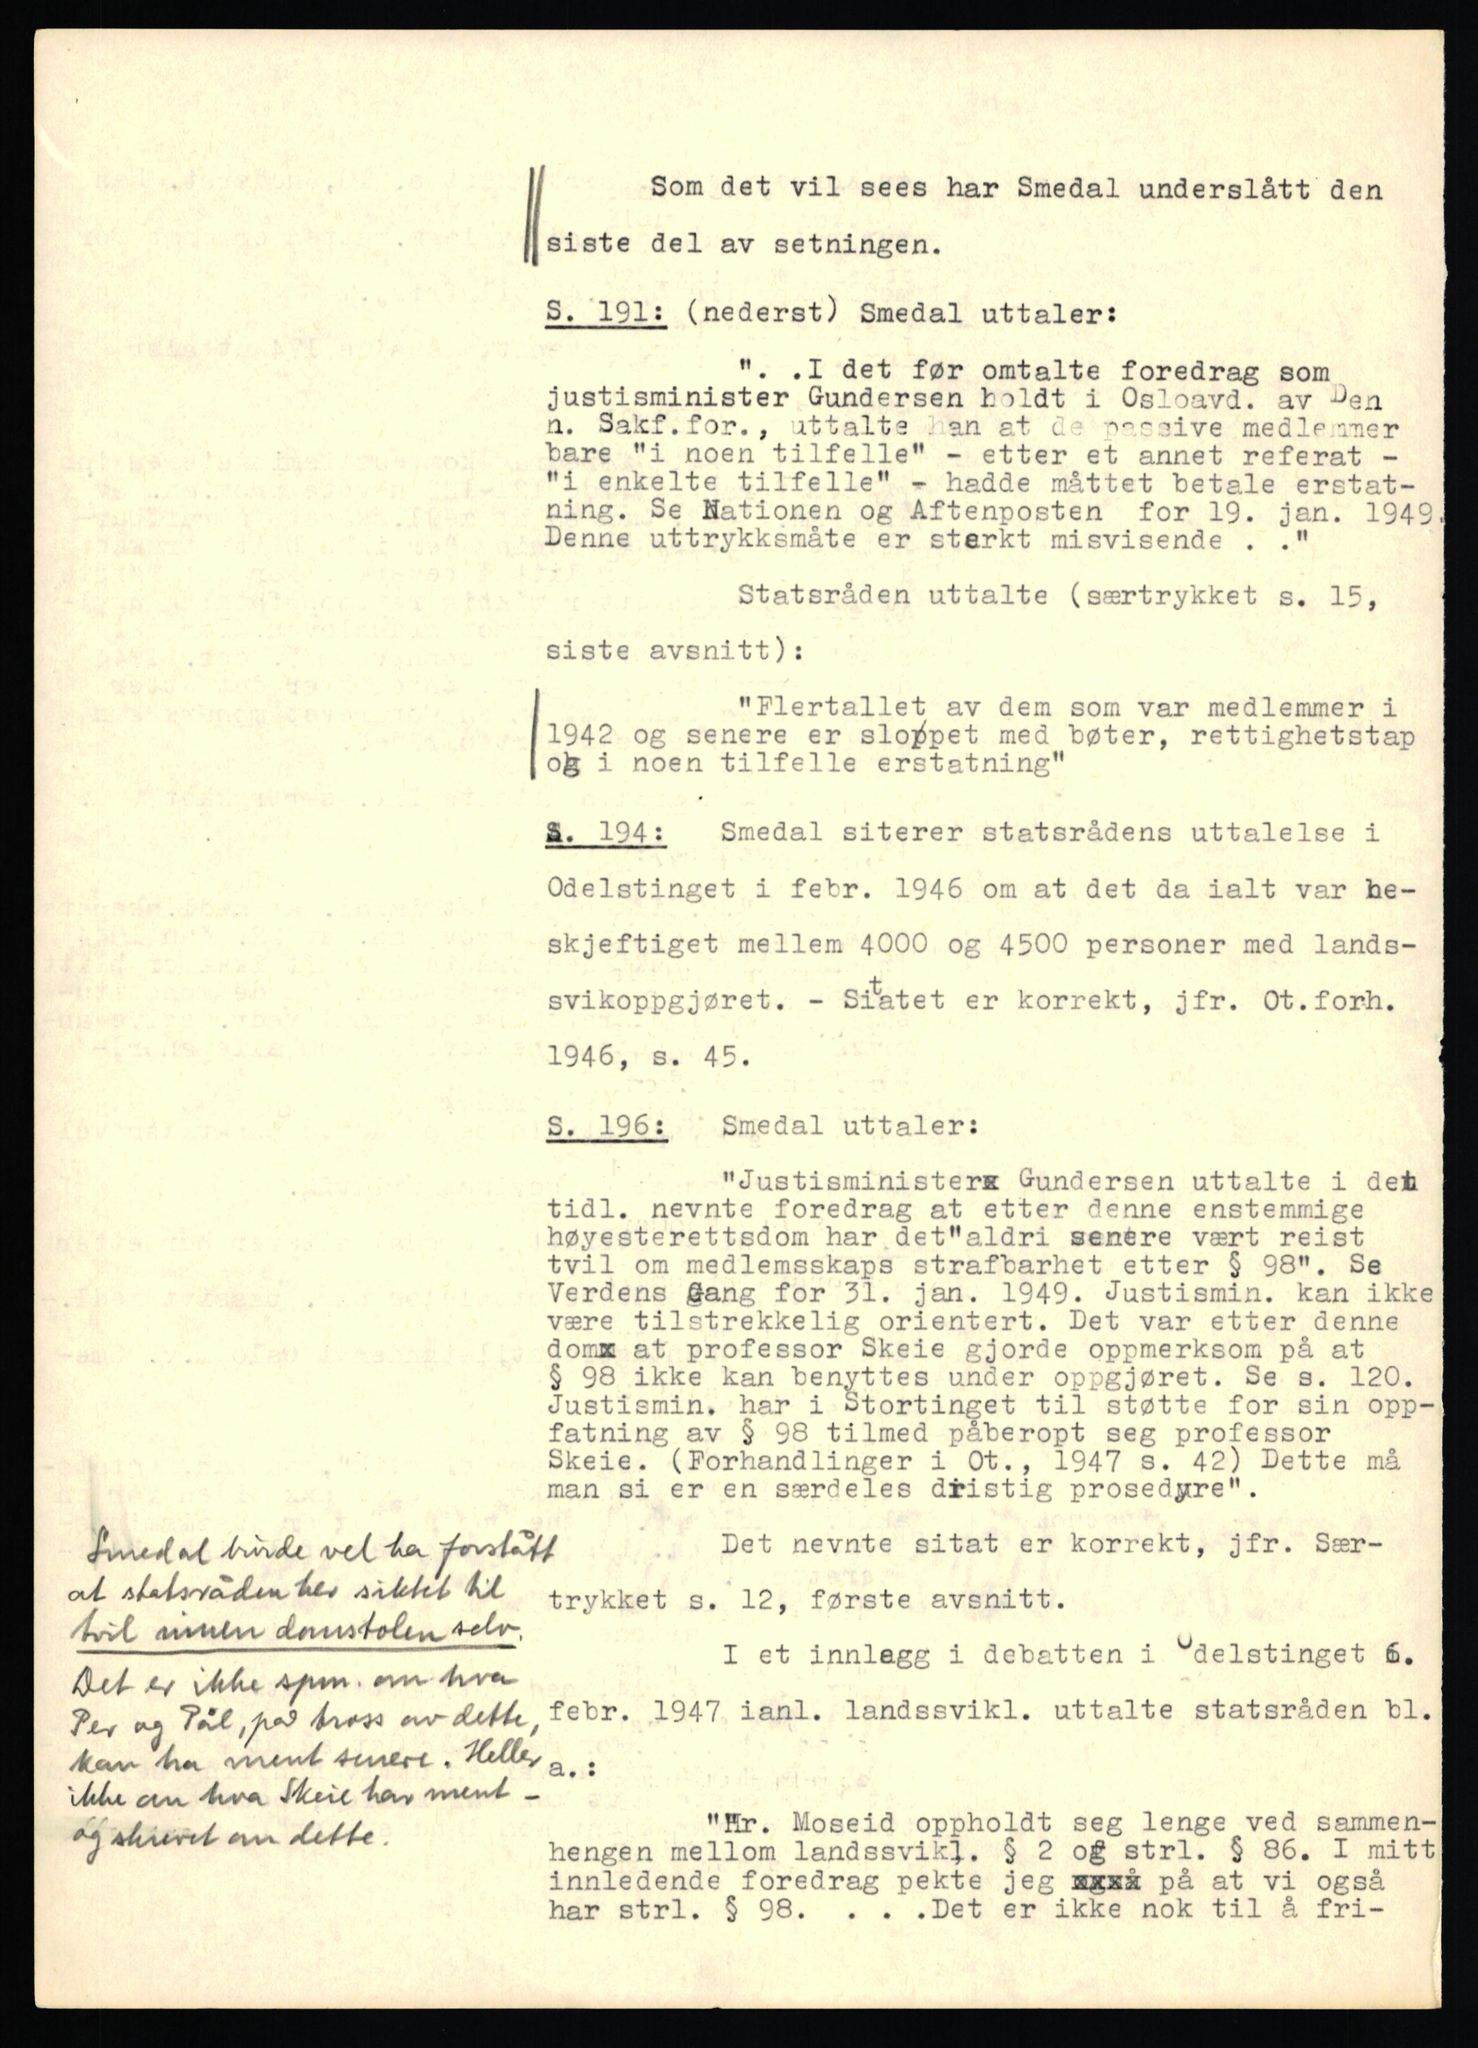 Som det vil sees har Smedal underslått den
siste del av setningen.
S. 191: (nederst) Smedal uttaler:
". .I det før omtalte foredrag som
justisminister Gundersen holdt i Osloavd. av Den
n. Sakf.for., uttalte han at de passive medlemmer
bare "i noen tilfelle" - etter et annet referat -
"i enkelte tilfelle" - hadde måttet betale erstat-
ning. Se Nationen og Aftenposten for 19. jan. 1949.
Denne uttrykksmåte er sterkt misvisende . ."
Statsråden uttalte (særtrykket s. 15,
siste avsnitt):
"Flertallet av dem som var medlemmer i
1942 og senere er sloppet med bøter, rettighetstap
og i noen tilfelle erstatning"
S. 194: Smedal siterer statsrådens uttalelse i
Odelstinget i febr. 1946 om at det da ialt var be-
skjeftiget mellem 4000 og 4500 personer med lands-
svikoppgjøret. - Sitatet er korrekt, jfr. Ot.forh.
1946, s. 45.
S. 196: Smedal uttaler:
"Justisminister Gundersen uttalte i det
tidl. nevnte foredrag at etter denne enstemmige
høyesterettsdom har det"aldri senere vært reist
tvil om medlemsskaps strafbarhet etter § 98". Se
Verdens Gang for 31. jan. 1949. Justismin. kan ikke
være tilstrekkelig orientert. Det var etter denne
dom at professor Skeie gjorde oppmerksom på at
§ 98 ikke kan benyttes under oppgjøret. Se s. 120.
Justismin. har i Stortinget til støtte for sin opp-
fatning av § 98 tilmed påberopt seg professor
Skeie. (Forhandlinger i Ot., 1947 s. 42) Dette må
man si er en særdeles dristig prosedyre".
Det nevnte sitat er korrekt, jfr. Sær-
trykket s. 12, første avsnitt.
I et innlegg i debatten i Odelstinget 6.
febr. 1947 ianl. landssvikl. uttalte statsråden bl.
a.:
"Hr. Moseid oppholdt seg lenge ved sammen-
hengen mellom landssvikl. § 2 og strl. § 86. I mitt
innledende foredrag pekte jeg på at vi også
har strl. § 98. . . .Det er ikke nok til å fri-
Smedal burde vel ha forstått
at statsråden her siktet til
tvil innen domstolen selv.
Det er ikke spm. om hva
Per og Pål, på tross av dette,
kan ha ment senere. Heller
ikke om hva Skeie har ment -
og skrevet om dette.